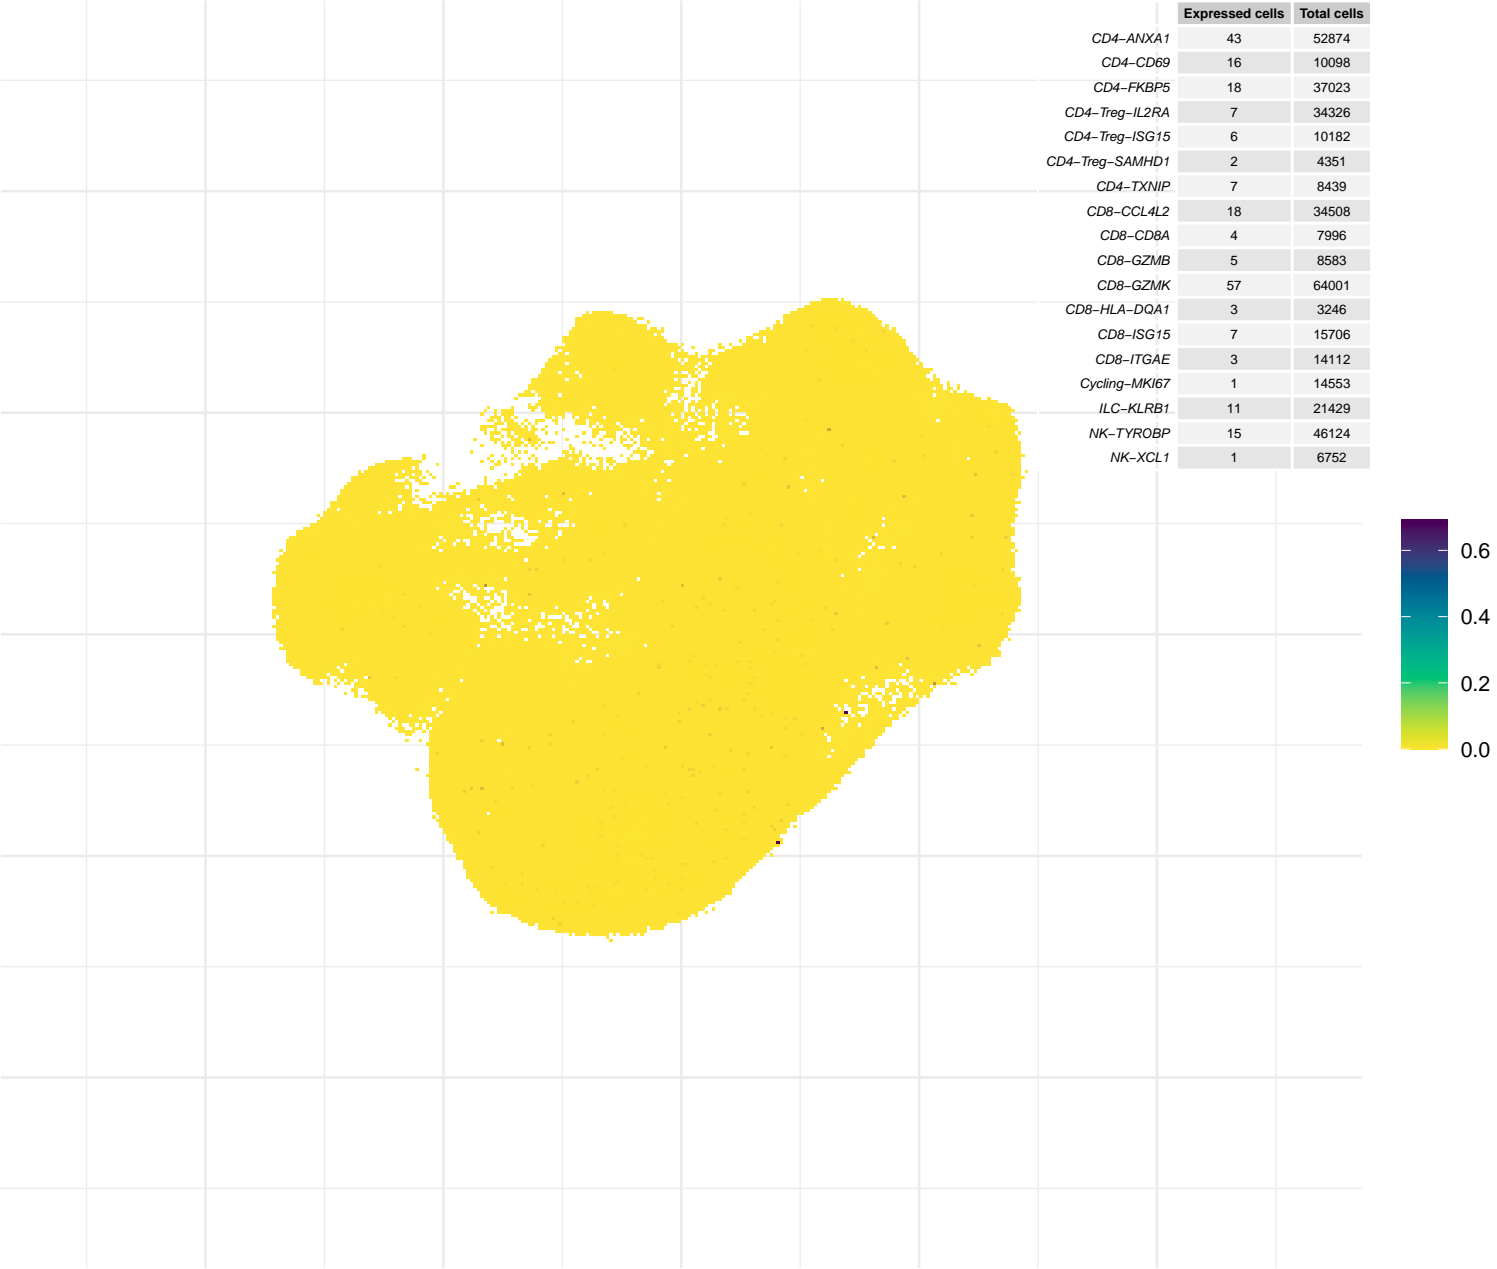 Expressed cells Total cells
CD4−ANXA1 43 52874
CD4−CD69 16 10098
CD4−FKBP5 18 37023
CD4−Treg−IL2RA 7 34326
CD4−Treg−ISG15 6 10182
CD4−Treg−SAMHD1 2 4351
CD4−TXNIP 7 8439
CD8−CCL4L2 18 34508
CD8−CD8A 4 7996
CD8−GZMB 5 8583
CD8−GZMK 57 64001
CD8−HLA−DQA1 3 3246
CD8−ISG15 7 15706
CD8−ITGAE 3 14112
Cycling−MKI67 1 14553
ILC−KLRB1 11 21429
NK−TYROBP 15 46124
NK−XCL1 1 6752
0.6
0.4
0.2
0.0